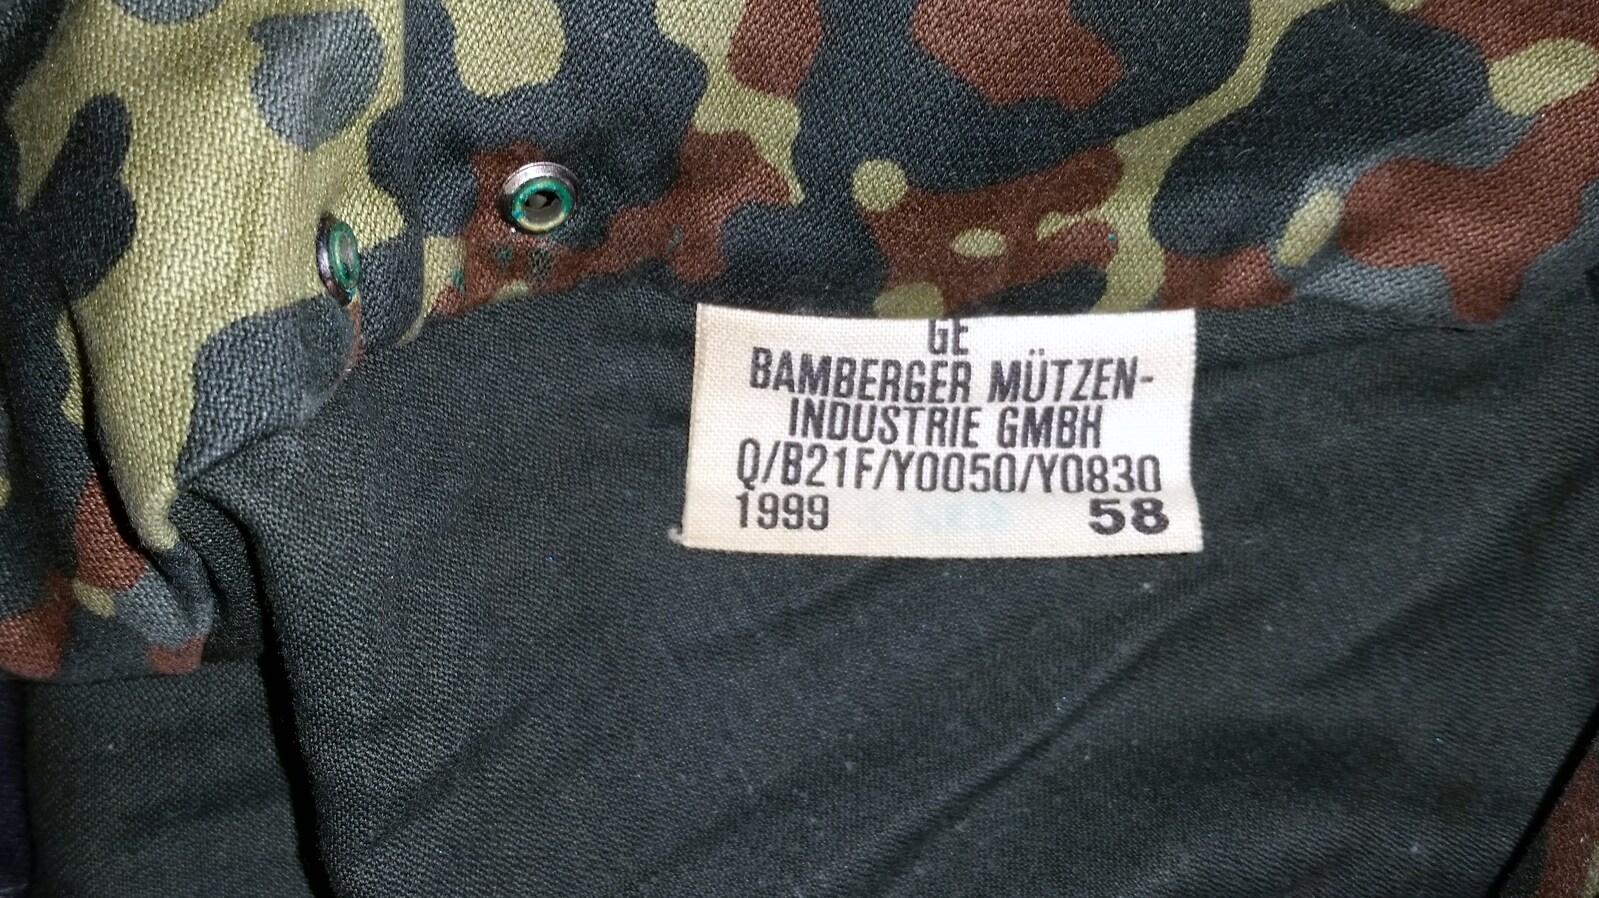 GE
BAMBERGER MÜTZEN-
INDUSTRIE GMBH
Q/B21F/Y0050/Y0830
1999 58